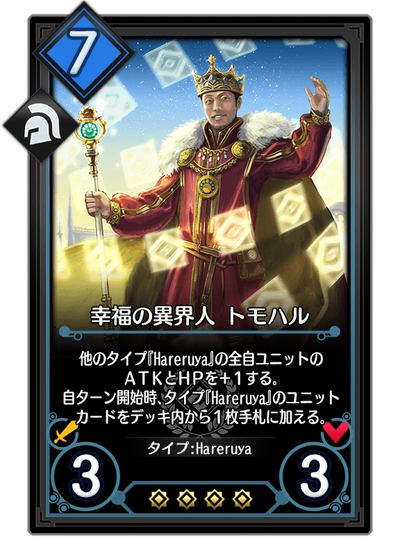 7
幸福の異界人 トモハル
他のタイプ『Hareruya』の全自ユニットの
ATKとHPを+1する。
自ターン開始時、タイプ『Hareruya』のユニット
カードをデッキ内から1枚手札に加える。
タイプ:Hareruya
3
3